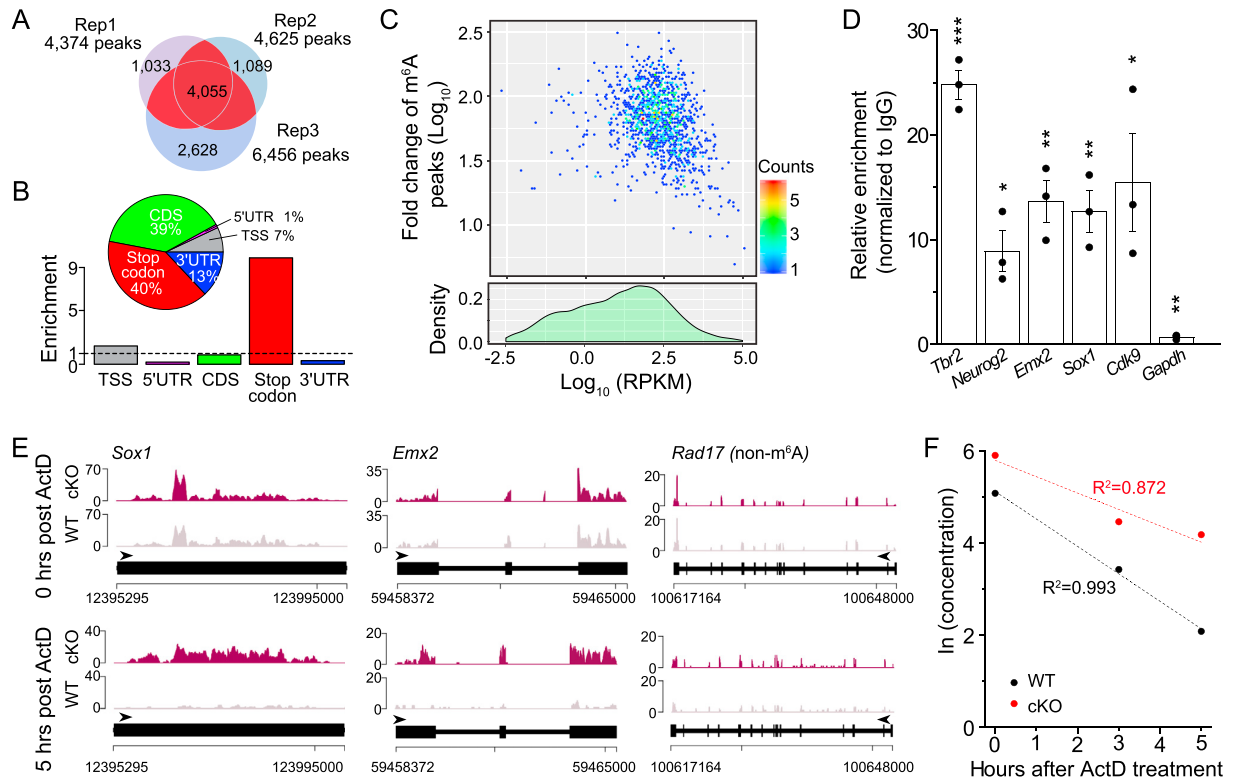 A
Rep1
4,374 peaks
Rep2
4,625 peaks
1,033
1,089
4,055
2,628
Rep3
6,456 peaks
B
CDS
39%
5'UTR 1%
TSS 7%
3'UTR
13%
Stop
codon
40%
Enrichment
9
5
1
0
TSS
5'UTR
CDS
Stop
codon
3'UTR
C
Fold change of m⁶A
peaks (Log₁₀)
2.5
2.0
1.5
1.0
Counts
5
3
1
Density
0.2
0.0
-2.5
0.0
2.5
5.0
Log₁₀ (RPKM)
D
Relative enrichment
(normalized to IgG)
30
20
10
0
***
*
**
**
*
**
Tbr2
Neurog2
Emx2
Sox1
Cdk9
Gapdh
E
Sox1
Emx2
Rad17 (non-m⁶A)
0 hrs post ActD
cKO
70
0
35
0
20
0
WT
70
0
35
0
20
0
12395295
123995000
59458372
59465000
100617164
100648000
5 hrs post ActD
cKO
40
0
20
0
20
0
WT
40
0
20
0
20
0
12395295
123995000
59458372
59465000
100617164
100648000
F
ln (concentration)
6
4
2
0
R²=0.872
R²=0.993
WT
cKO
0 1 2 3 4 5
Hours after ActD treatment